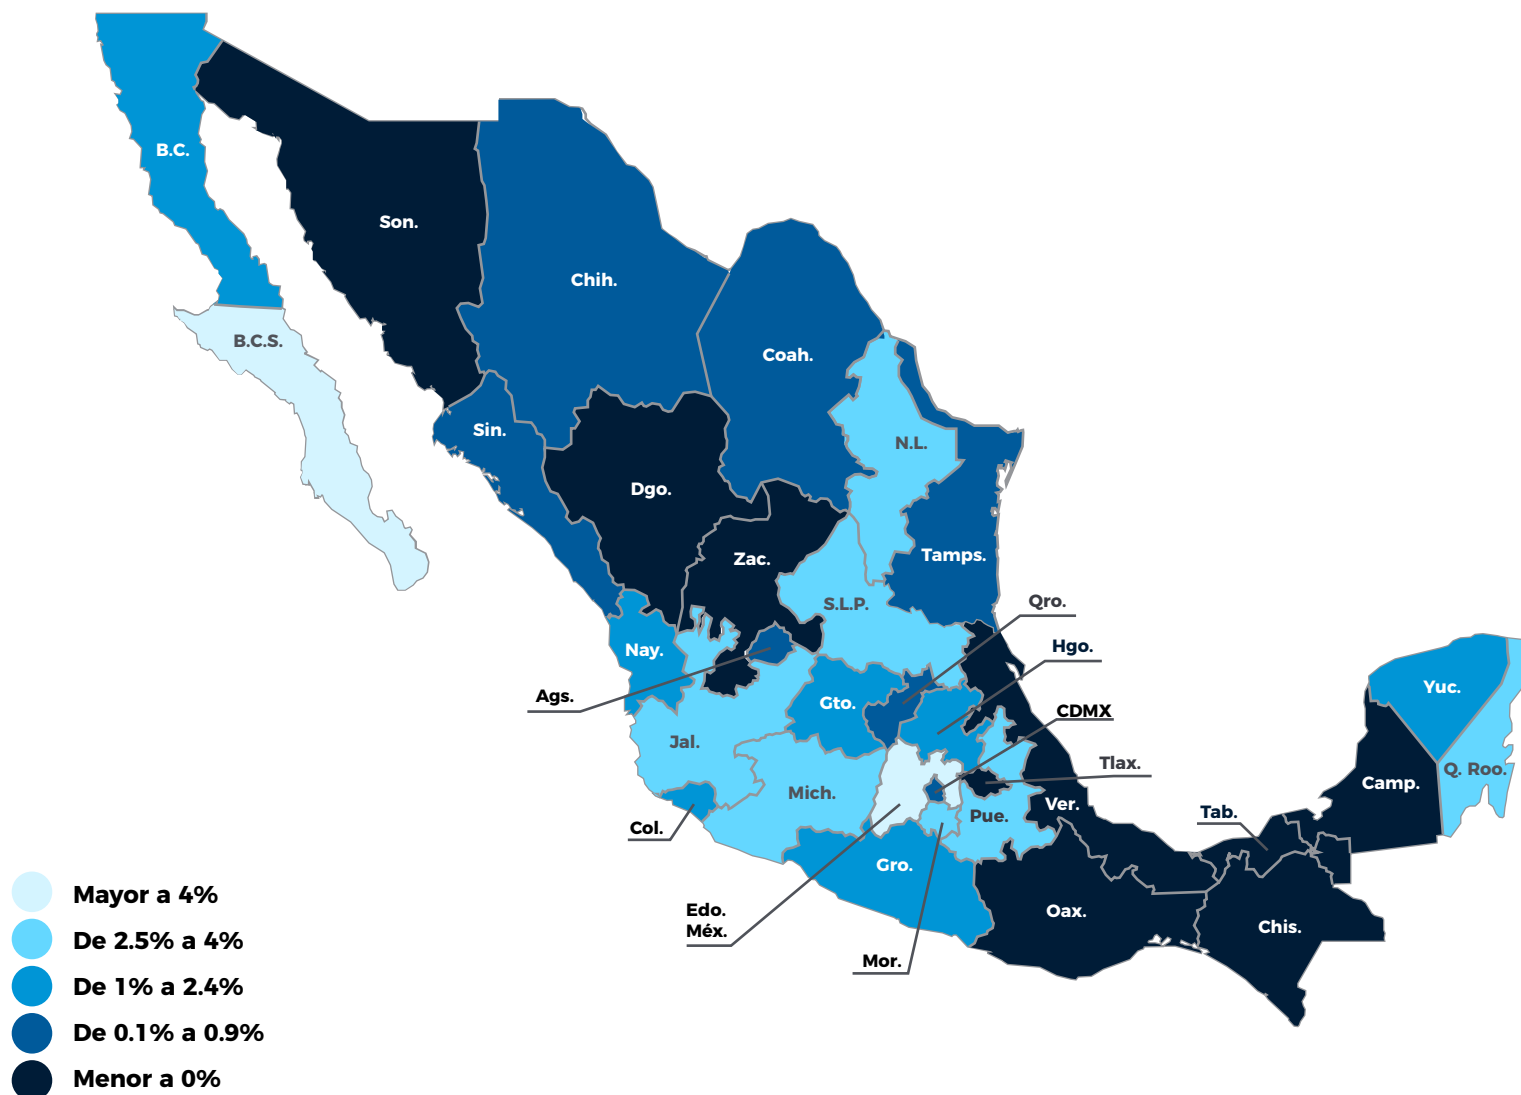 B.C.
Son.
Chih.
B.C.S.
Coah.
Sin.
N.L.
Dgo.
Zac.
Tamps.
S.L.P.
Qro.
Nay.
Hgo.
Ags.
Gto.
Yuc.
CDMX
Jal.
Tlax.
Q. Roo.
Camp.
Mich.
Ver.
Tab.
Pue.
Col.
Gro.
Edo.
Méx.
Oax.
Chis.
Mor.
Mayor a 4%
De 2.5% a 4%
De 1% a 2.4%
De 0.1% a 0.9%
Menor a 0%